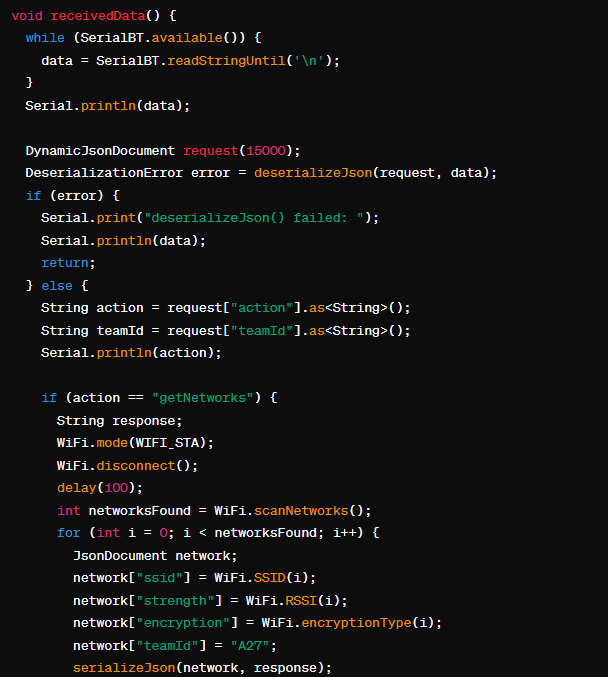 void receivedData() {
  while (SerialBT.available()) {
    data = SerialBT.readStringUntil('\n');
  }
  Serial.println(data);

  DynamicJsonDocument request(15000);
  DeserializationError error = deserializeJson(request, data);
  if (error) {
    Serial.print("deserializeJson() failed: ");
    Serial.println(data);
    return;
  } else {
    String action = request["action"].as<String>();
    String teamId = request["teamId"].as<String>();
    Serial.println(action);

    if (action == "getNetworks") {
      String response;
      WiFi.mode(WIFI_STA);
      WiFi.disconnect();
      delay(100);
      int networksFound = WiFi.scanNetworks();
      for (int i = 0; i < networksFound; i++) {
        JsonDocument network;
        network["ssid"] = WiFi.SSID(i);
        network["strength"] = WiFi.RSSI(i);
        network["encryption"] = WiFi.encryptionType(i);
        network["teamId"] = "A27";
        serializeJson(network, response);